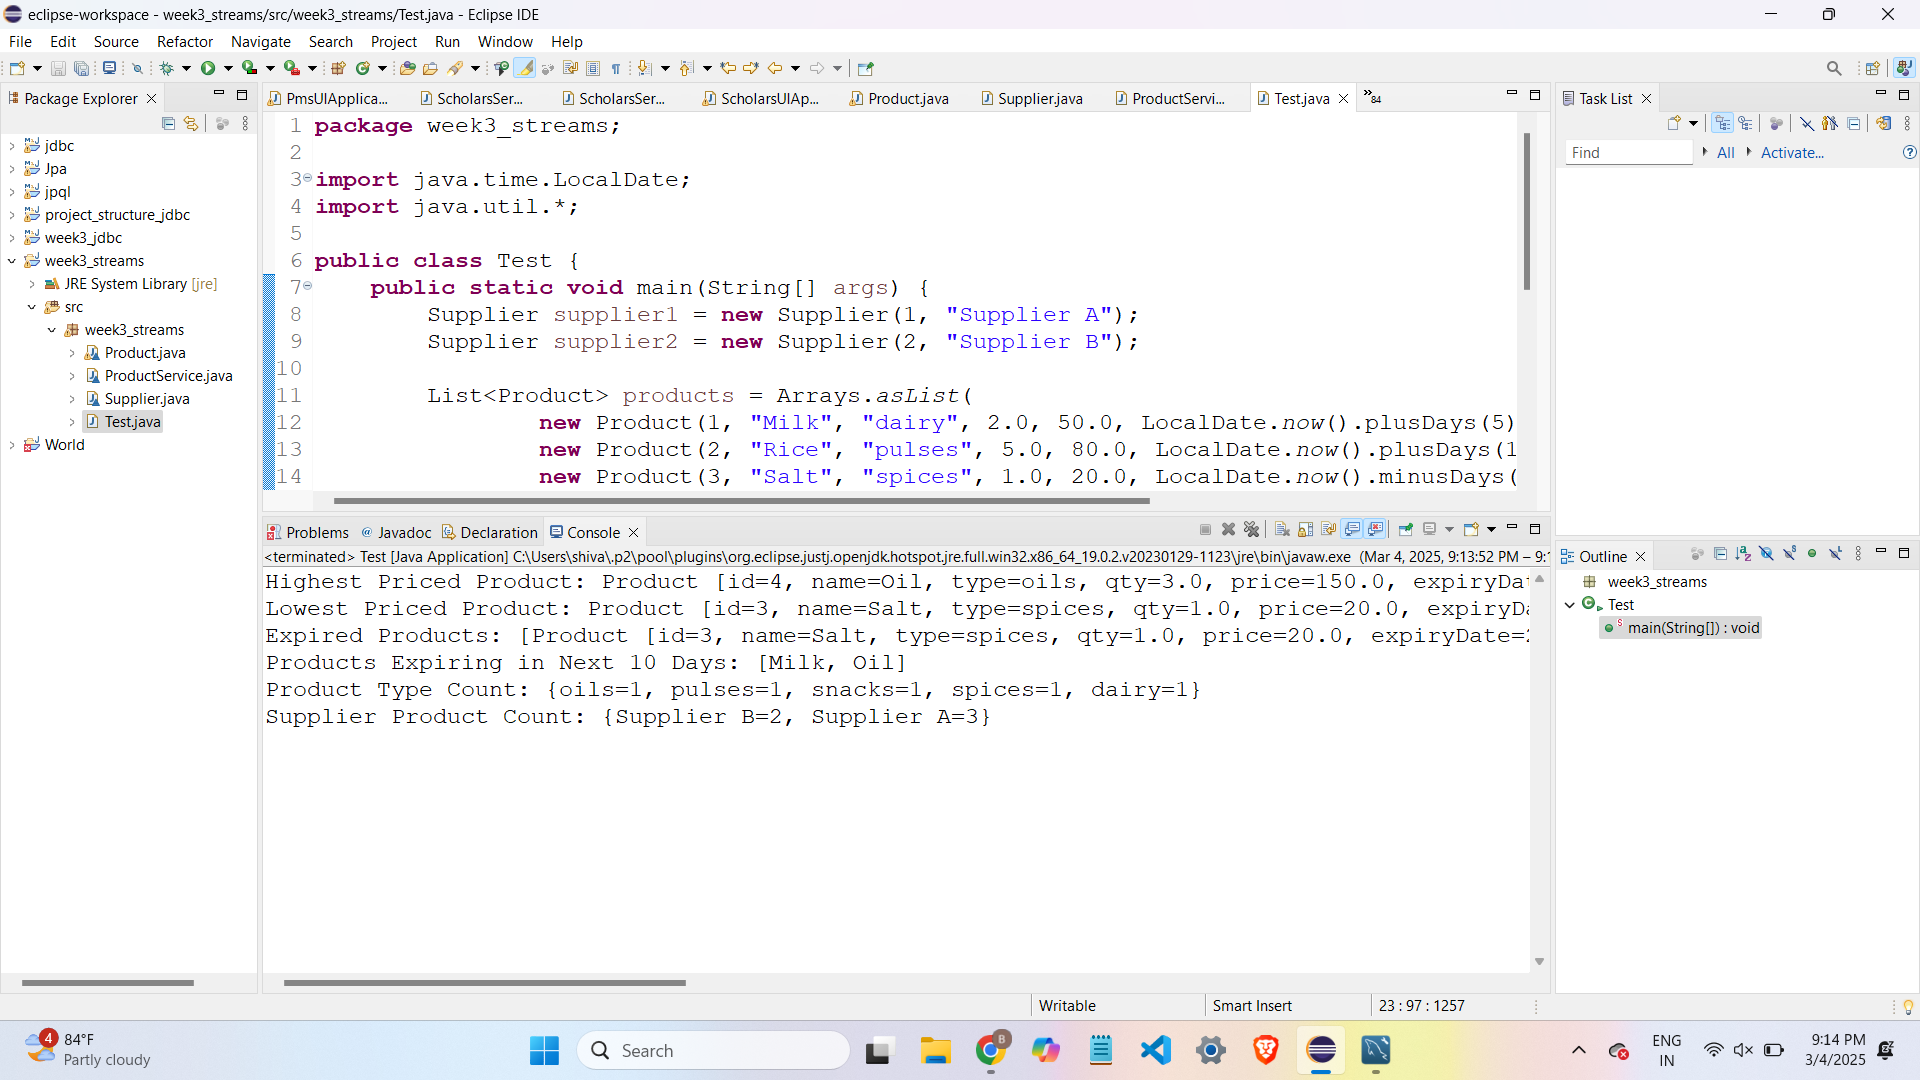 eclipse-workspace - week3_streams/src/week3_streams/Test.java - Eclipse IDE
File Edit Source Refactor Navigate Search Project Run Window Help
Package Explorer
jdbc
Jpa
jpql
project_structure_jdbc
week3_jdbc
week3_streams
JRE System Library [jre]
src
week3_streams
Product.java
ProductService.java
Supplier.java
Test.java
World
PmsUIApplica... ScholarsSer... ScholarsSer... ScholarsUIAp... Product.java Supplier.java ProductServi... Test.java »84
1 package week3_streams;
2
3 import java.time.LocalDate;
4 import java.util.*;
5
6 public class Test {
7 public static void main(String[] args) {
8 Supplier supplier1 = new Supplier(1, "Supplier A");
9 Supplier supplier2 = new Supplier(2, "Supplier B");
10
11 List<Product> products = Arrays.asList(
12 new Product(1, "Milk", "dairy", 2.0, 50.0, LocalDate.now().plusDays(5)
13 new Product(2, "Rice", "pulses", 5.0, 80.0, LocalDate.now().plusDays(1
14 new Product(3, "Salt", "spices", 1.0, 20.0, LocalDate.now().minusDays(
Problems @ Javadoc Declaration Console
<terminated> Test [Java Application] C:\Users\shiva\.p2\pool\plugins\org.eclipse.justj.openjdk.hotspot.jre.full.win32.x86_64_19.0.2.v20230129-1123\jre\bin\javaw.exe (Mar 4, 2025, 9:13:52 PM – 9:1
Highest Priced Product: Product [id=4, name=Oil, type=oils, qty=3.0, price=150.0, expiryDat
Lowest Priced Product: Product [id=3, name=Salt, type=spices, qty=1.0, price=20.0, expiryDa
Expired Products: [Product [id=3, name=Salt, type=spices, qty=1.0, price=20.0, expiryDate=2
Products Expiring in Next 10 Days: [Milk, Oil]
Product Type Count: {oils=1, pulses=1, snacks=1, spices=1, dairy=1}
Supplier Product Count: {Supplier B=2, Supplier A=3}
Task List
Find All Activate...
Outline
week3_streams
Test
main(String[]) : void
Writable Smart Insert 23 : 97 : 1257
4
84°F
Partly cloudy
Search
B
ENG
IN
9:14 PM
3/4/2025